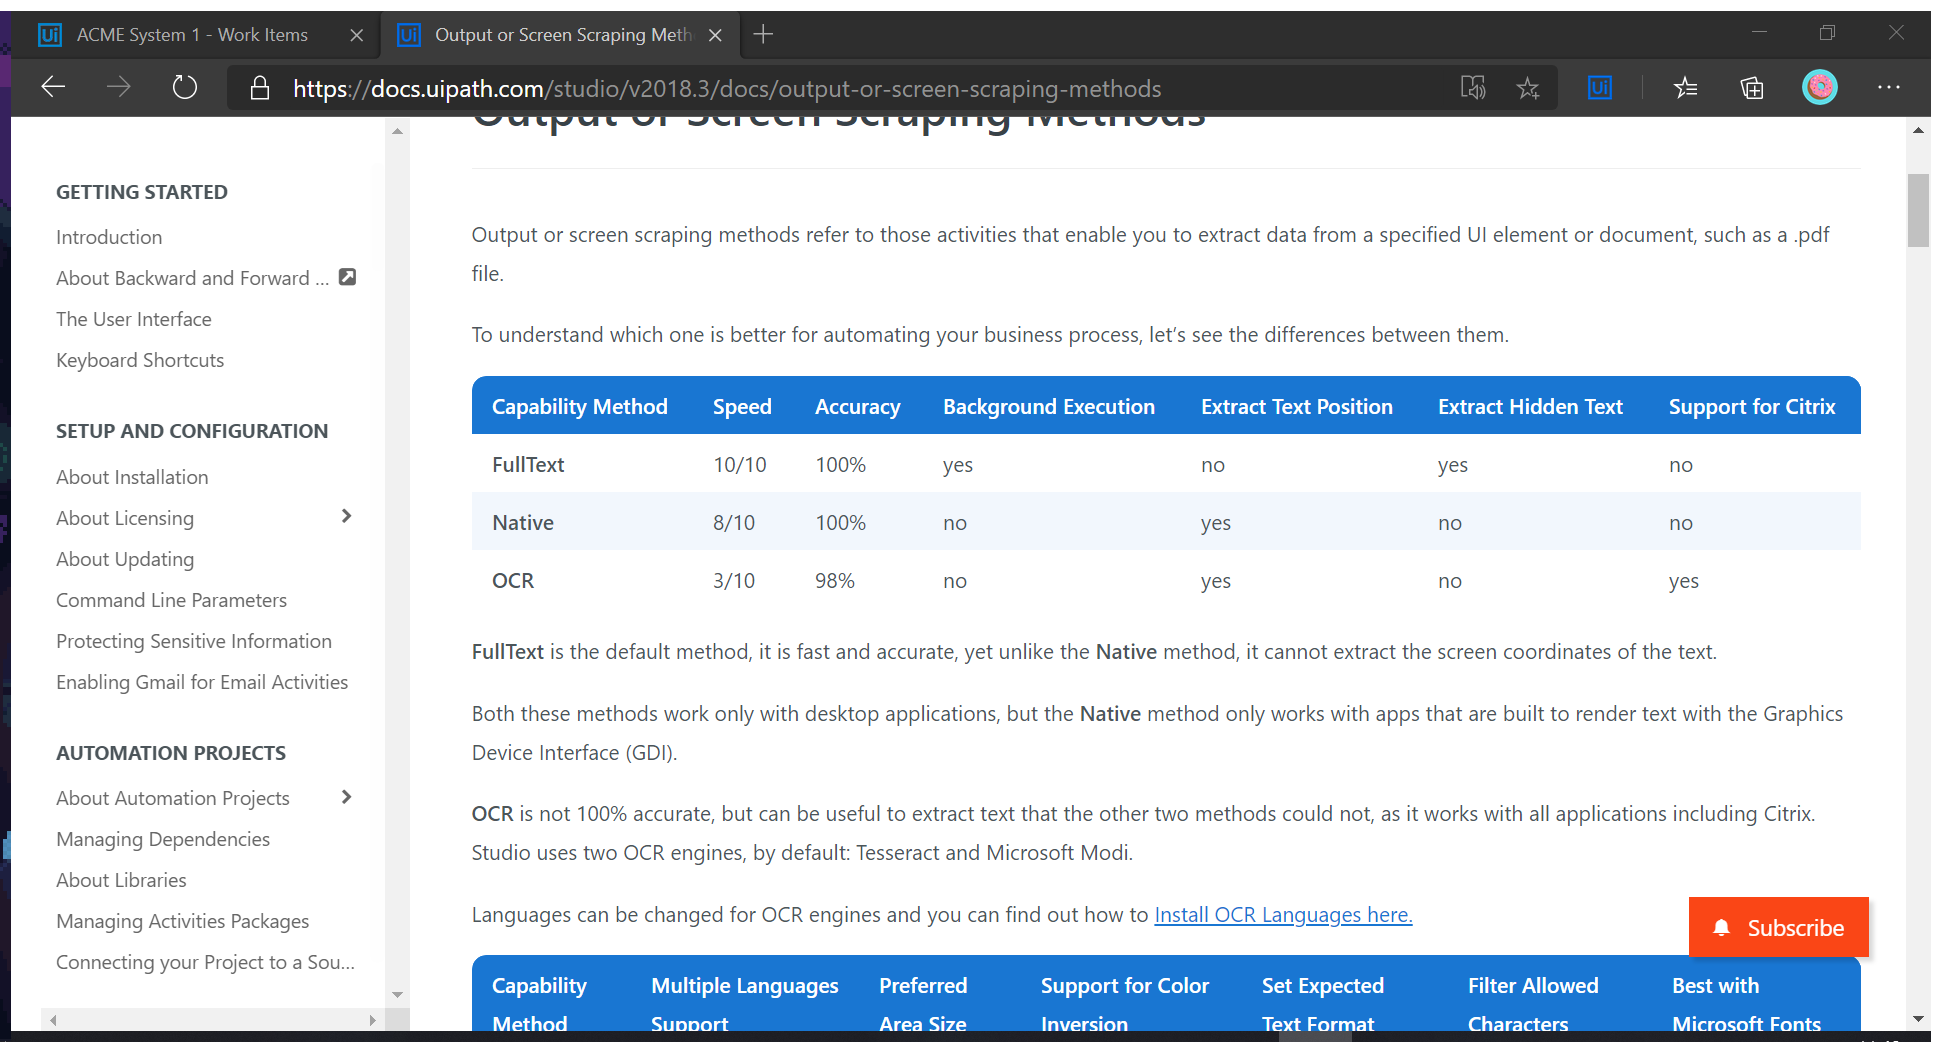 Ui ACME System 1 - Work Items
Ui Output or Screen Scraping Meth
https://docs.uipath.com/studio/v2018.3/docs/output-or-screen-scraping-methods
Ui
GETTING STARTED
Introduction
About Backward and Forward ...
The User Interface
Keyboard Shortcuts
SETUP AND CONFIGURATION
About Installation
About Licensing
About Updating
Command Line Parameters
Protecting Sensitive Information
Enabling Gmail for Email Activities
AUTOMATION PROJECTS
About Automation Projects
Managing Dependencies
About Libraries
Managing Activities Packages
Connecting your Project to a Sou...
Output or Screen Scraping Methods
Output or screen scraping methods refer to those activities that enable you to extract data from a specified UI element or document, such as a .pdf
file.
To understand which one is better for automating your business process, let’s see the differences between them.
Capability Method Speed Accuracy Background Execution Extract Text Position Extract Hidden Text Support for Citrix
FullText 10/10 100% yes no yes no
Native 8/10 100% no yes no no
OCR 3/10 98% no yes no yes
FullText is the default method, it is fast and accurate, yet unlike the Native method, it cannot extract the screen coordinates of the text.
Both these methods work only with desktop applications, but the Native method only works with apps that are built to render text with the Graphics
Device Interface (GDI).
OCR is not 100% accurate, but can be useful to extract text that the other two methods could not, as it works with all applications including Citrix.
Studio uses two OCR engines, by default: Tesseract and Microsoft Modi.
Languages can be changed for OCR engines and you can find out how to Install OCR Languages here.
Subscribe
Capability Multiple Languages Preferred Support for Color Set Expected Filter Allowed Best with
Method Support Area Size Inversion Text Format Characters Microsoft Fonts